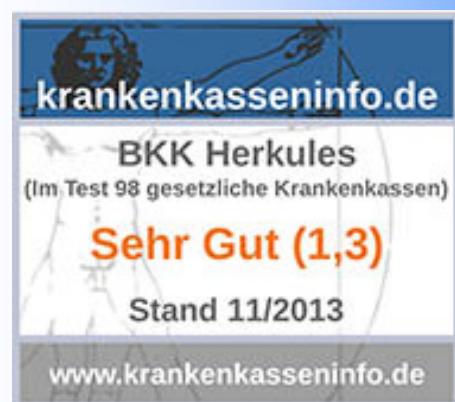 krankenkasseninfo.de
BKK Herkules
(Im Test 98 gesetzliche Krankenkassen)
Sehr Gut (1,3)
Stand 11/2013
www.krankenkasseninfo.de